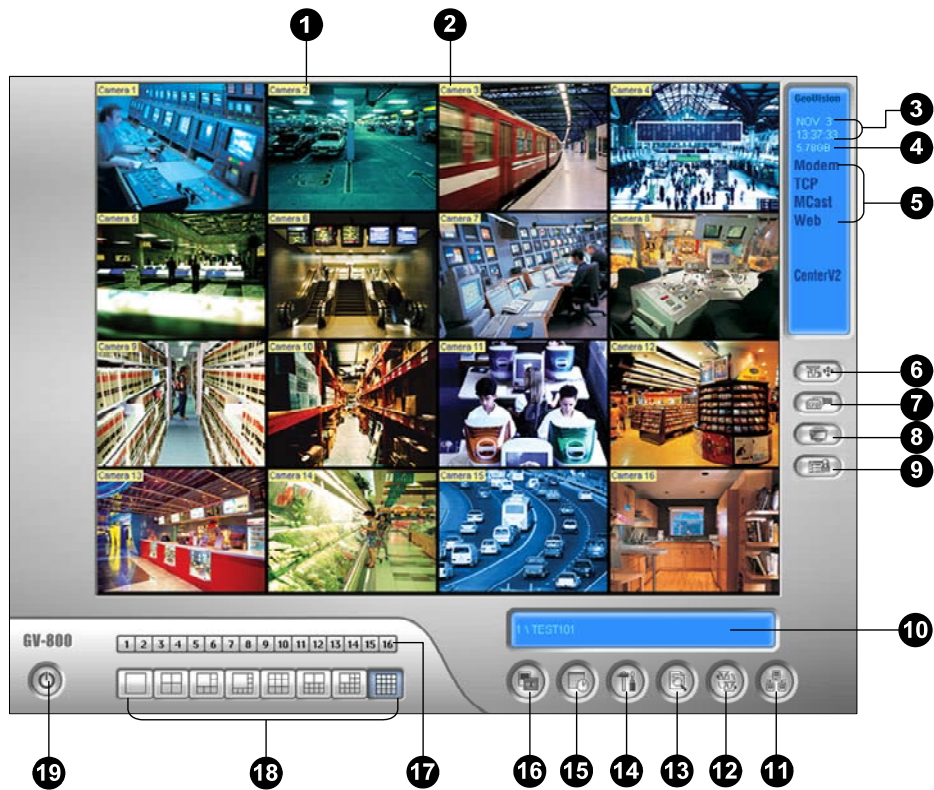 1 2
Camera 1 Camera 2 Camera 3 Camera 4
GeoVision
NOV 3
3
13:37:33
5.780B
4
Modem
TCP
5
MCast
Web
Camera 5 Camera 6 Camera 7 Camera 8
CenterV2
Camera 9 Camera 10 Camera 11 Camera 12
6
7
8
9
Camera 13 Camera 14 Camera 15 Camera 16
1 \ TEST101
10
GV-800
1 2 3 4 5 6 7 8 9 10 11 12 13 14 15 16
19 18 17 16 15 14 13 12 11